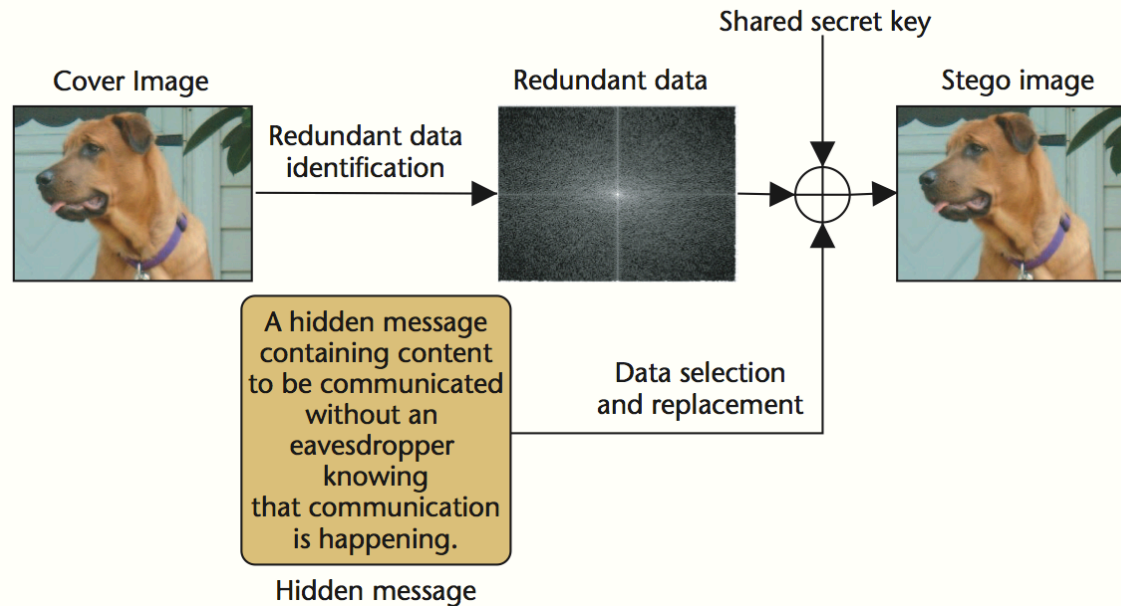 Shared secret key
Cover Image
Redundant data
Stego image
Redundant data
identification
A hidden message
containing content
to be communicated
without an
eavesdropper
knowing
that communication
is happening.
Data selection
and replacement
Hidden message